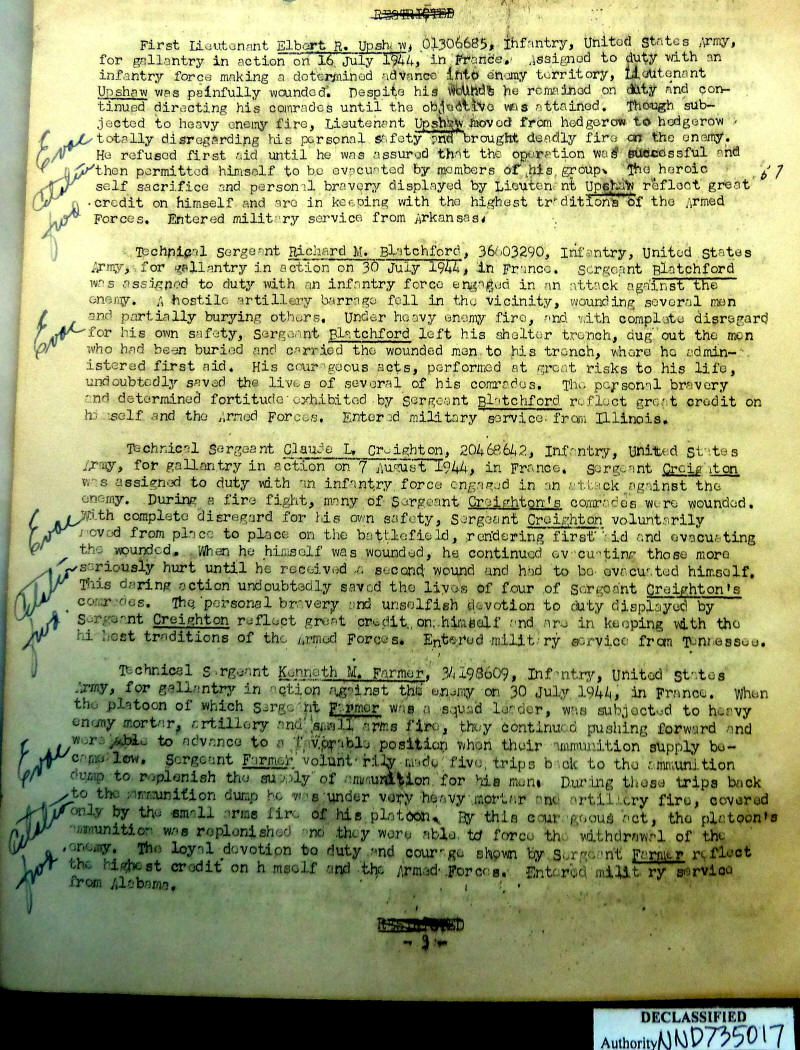 RESTRICTED
First Lieutenant Elbert R. Upshaw, 01306685, Infantry, United States Army,
for gallantry in action on 16 July 1944, in France. Assigned to duty with an
infantry force making a determined advance into enemy territory, Lieutenant
Upshaw was painfully wounded. Despite his wounds he remained on duty and con-
tinued directing his comrades until the objective was attained. Though sub-
jected to heavy enemy fire, Lieutenant Upshaw moved from hedgerow to hedgerow
totally disregarding his personal safety and brought deadly fire on the enemy.
He refused first aid until he was assured that the operation was successful and
then permitted himself to be evacuated by members of his group. The heroic
self sacrifice and personal bravery displayed by Lieutenant Upshaw reflect great
credit on himself and are in keeping with the highest traditions of the Armed
Forces. Entered military service from Arkansas.
Evac
Citation
67
Technical Sergeant Richard M. Blatchford, 36603290, Infantry, United States
Army, for gallantry in action on 30 July 1944, in France. Sergeant Blatchford
was assigned to duty with an infantry force engaged in an attack against the
enemy. A hostile artillery barrage fell in the vicinity, wounding several men
and partially burying others. Under heavy enemy fire, and with complete disregard
for his own safety, Sergeant Blatchford left his shelter trench, dug out the men
who had been buried and carried the wounded men to his trench, where he admin-
istered first aid. His courageous acts, performed at great risks to his life,
undoubtedly saved the lives of several of his comrades. The personal bravery
and determined fortitude exhibited by Sergeant Blatchford reflect great credit on
himself and the Armed Forces. Entered military service from Illinois.
Evac
Technical Sergeant Claude L. Creighton, 20468642, Infantry, United States
Army, for gallantry in action on 7 August 1944, in France. Sergeant Creighton
was assigned to duty with an infantry force engaged in an attack against the
enemy. During a fire fight, many of Sergeant Creighton's comrades were wounded.
With complete disregard for his own safety, Sergeant Creighton voluntarily
moved from place to place on the battlefield, rendering first aid and evacuating
the wounded. When he himself was wounded, he continued evacuating those more
seriously hurt until he received a second wound and had to be evacuated himself.
This daring action undoubtedly saved the lives of four of Sergeant Creighton's
comrades. The personal bravery and unselfish devotion to duty displayed by
Sergeant Creighton reflect great credit on himself and are in keeping with the
highest traditions of the Armed Forces. Entered military service from Tennessee.
Evac
Citation
Technical Sergeant Kenneth M. Farmer, 34198609, Infantry, United States
Army, for gallantry in action against the enemy on 30 July 1944, in France. When
the platoon of which Sergeant Farmer was a squad leader, was subjected to heavy
enemy mortar, artillery and small arms fire, they continued pushing forward and
were able to advance to a favorable position when their ammunition supply be-
came low. Sergeant Farmer voluntarily made five trips back to the ammunition
dump to replenish the supply of ammunition for his men. During these trips back
to the ammunition dump he was under very heavy mortar and artillery fire, covered
only by the small arms fire of his platoon. By this courageous act, the platoon's
ammunition was replenished and they were able to force the withdrawal of the
enemy. The loyal devotion to duty and courage shown by Sergeant Farmer reflect
the highest credit on himself and the Armed Forces. Entered military service
from Alabama.
Evac
Citation
RESTRICTED
- 9 -
DECLASSIFIED
Authority NND735017